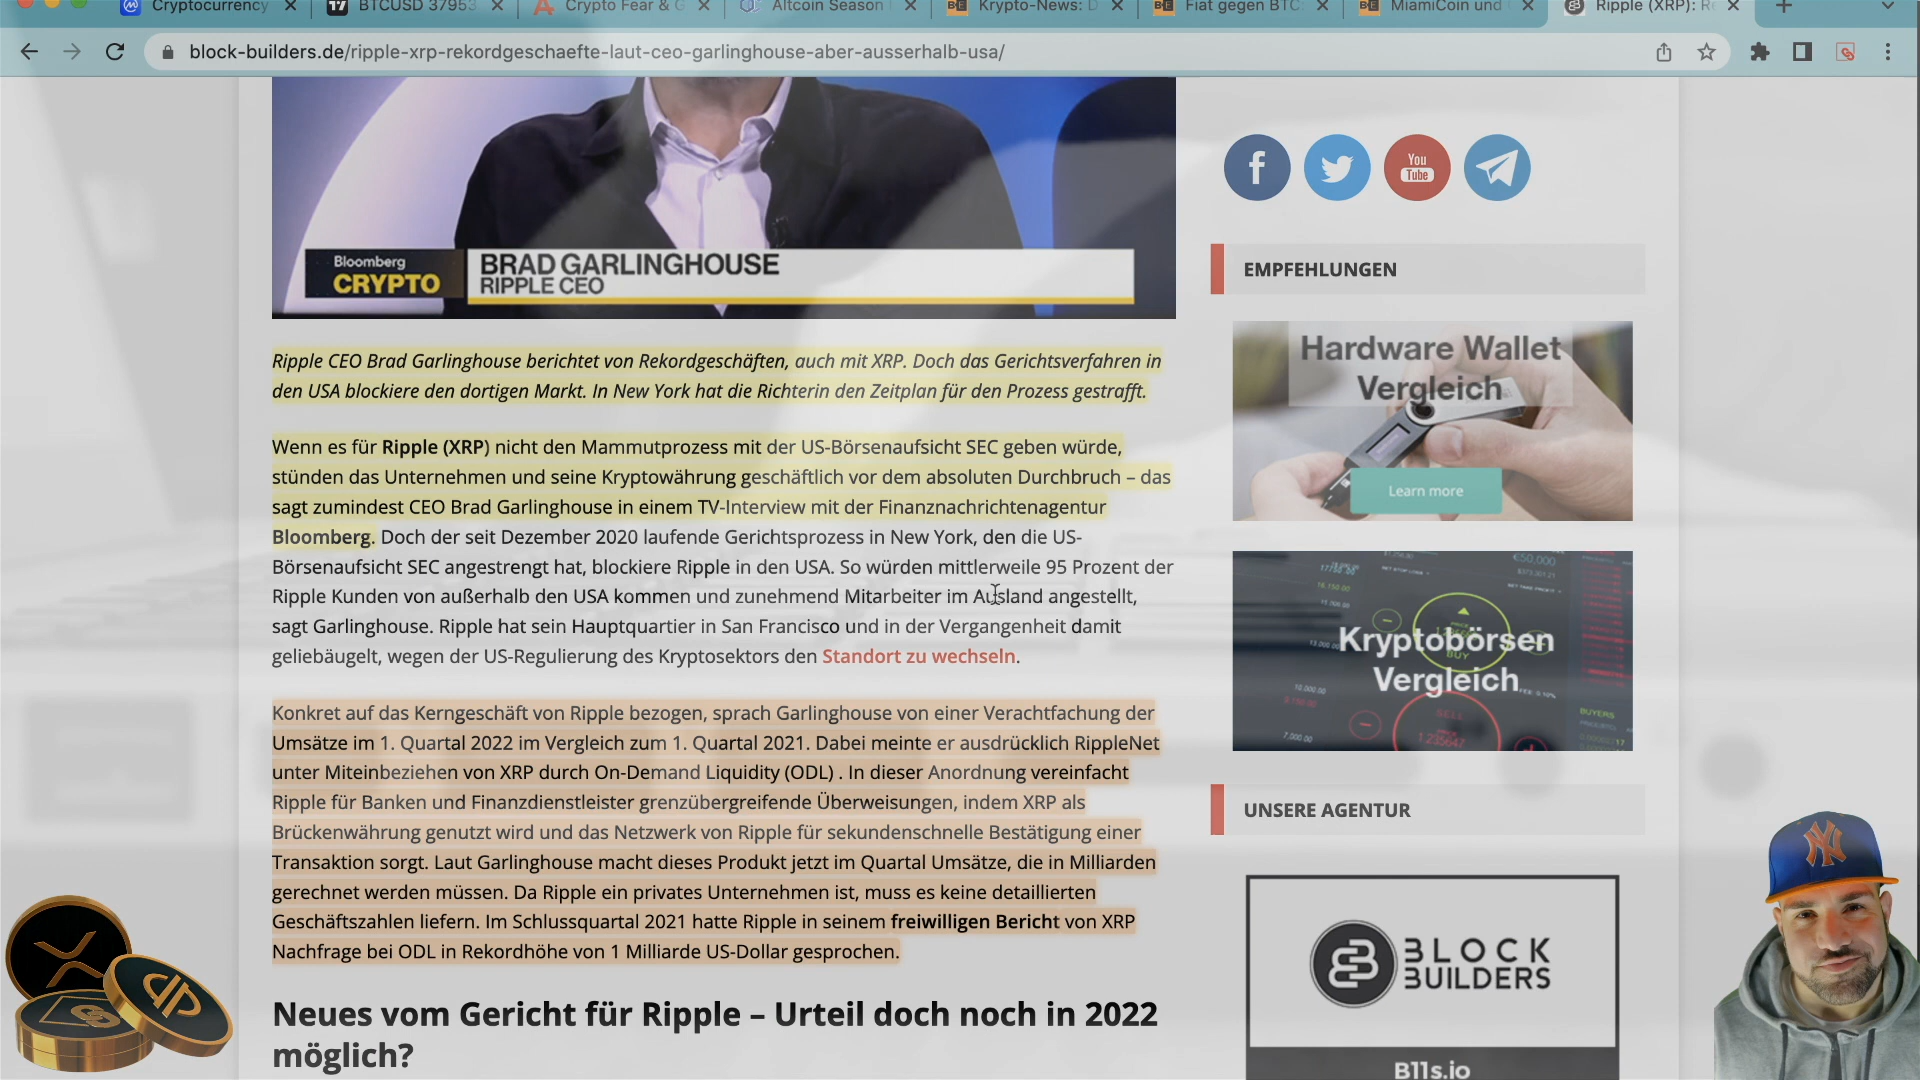 Cryptocurrency
BTCUSD 37953
Crypto Fear & G
Altcoin Season
Krypto-News: D
Fiat gegen BTC:
MiamiCoin und
Ripple (XRP): Re
block-builders.de/ripple-xrp-rekordgeschaefte-laut-ceo-garlinghouse-aber-ausserhalb-usa/
Bloomberg
CRYPTO
BRAD GARLINGHOUSE
RIPPLE CEO
Ripple CEO Brad Garlinghouse berichtet von Rekordgeschäften, auch mit XRP. Doch das Gerichtsverfahren in
den USA blockiere den dortigen Markt. In New York hat die Richterin den Zeitplan für den Prozess gestrafft.
Wenn es für Ripple (XRP) nicht den Mammutprozess mit der US-Börsenaufsicht SEC geben würde,
stünden das Unternehmen und seine Kryptowährung geschäftlich vor dem absoluten Durchbruch – das
sagt zumindest CEO Brad Garlinghouse in einem TV-Interview mit der Finanznachrichtenagentur
Bloomberg. Doch der seit Dezember 2020 laufende Gerichtsprozess in New York, den die US-
Börsenaufsicht SEC angestrengt hat, blockiere Ripple in den USA. So würden mittlerweile 95 Prozent der
Ripple Kunden von außerhalb den USA kommen und zunehmend Mitarbeiter im Ausland angestellt,
sagt Garlinghouse. Ripple hat sein Hauptquartier in San Francisco und in der Vergangenheit damit
geliebäugelt, wegen der US-Regulierung des Kryptosektors den Standort zu wechseln.
Konkret auf das Kerngeschäft von Ripple bezogen, sprach Garlinghouse von einer Verachtfachung der
Umsätze im 1. Quartal 2022 im Vergleich zum 1. Quartal 2021. Dabei meinte er ausdrücklich RippleNet
unter Miteinbeziehen von XRP durch On-Demand Liquidity (ODL) . In dieser Anordnung vereinfacht
Ripple für Banken und Finanzdienstleister grenzübergreifende Überweisungen, indem XRP als
Brückenwährung genutzt wird und das Netzwerk von Ripple für sekundenschnelle Bestätigung einer
Transaktion sorgt. Laut Garlinghouse macht dieses Produkt jetzt im Quartal Umsätze, die in Milliarden
gerechnet werden müssen. Da Ripple ein privates Unternehmen ist, muss es keine detaillierten
Geschäftszahlen liefern. Im Schlussquartal 2021 hatte Ripple in seinem freiwilligen Bericht von XRP
Nachfrage bei ODL in Rekordhöhe von 1 Milliarde US-Dollar gesprochen.
Neues vom Gericht für Ripple – Urteil doch noch in 2022
möglich?
You
Tube
EMPFEHLUNGEN
Hardware Wallet
Vergleich
Learn more
€50,000
Kryptobörsen
Vergleich
BUY
SELL
BUYERS
10,000.00
7,000.00
UNSERE AGENTUR
BLOCK
BUILDERS
B11s.io
NY